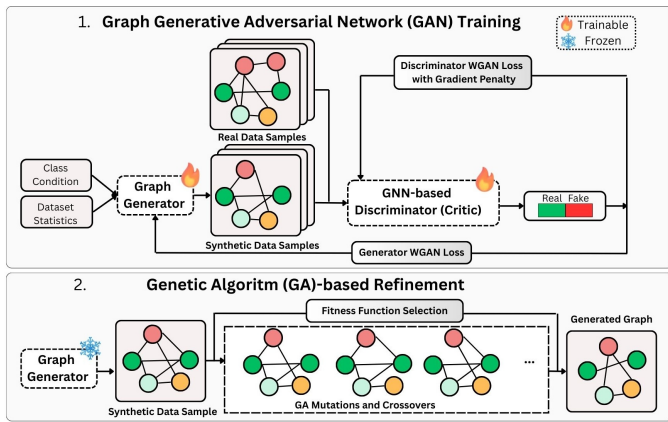 1. Graph Generative Adversarial Network (GAN) Training
Trainable
Frozen
Discriminator WGAN Loss
with Gradient Penalty
Real Data Samples
Class
Condition
Dataset
Statistics
Graph
Generator
Synthetic Data Samples
GNN-based
Discriminator (Critic)
Real Fake
Generator WGAN Loss
2. Genetic Algoritm (GA)-based Refinement
Fitness Function Selection
Generated Graph
Graph
Generator
...
Synthetic Data Sample
GA Mutations and Crossovers